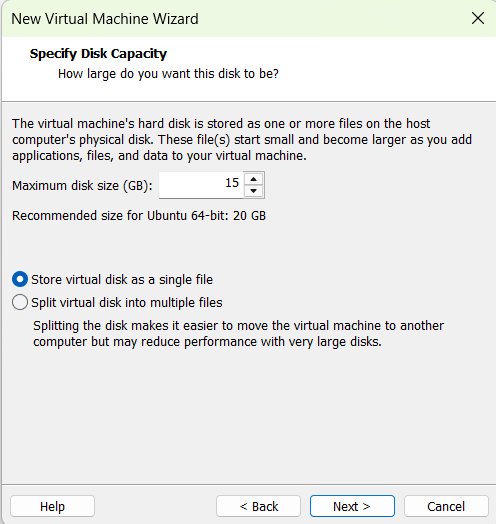 New Virtual Machine Wizard
Specify Disk Capacity
How large do you want this disk to be?
The virtual machine's hard disk is stored as one or more files on the host
computer's physical disk. These file(s) start small and become larger as you add
applications, files, and data to your virtual machine.
Maximum disk size (GB): 15
Recommended size for Ubuntu 64-bit: 20 GB
Store virtual disk as a single file
Split virtual disk into multiple files
Splitting the disk makes it easier to move the virtual machine to another
computer but may reduce performance with very large disks.
Help < Back Next > Cancel